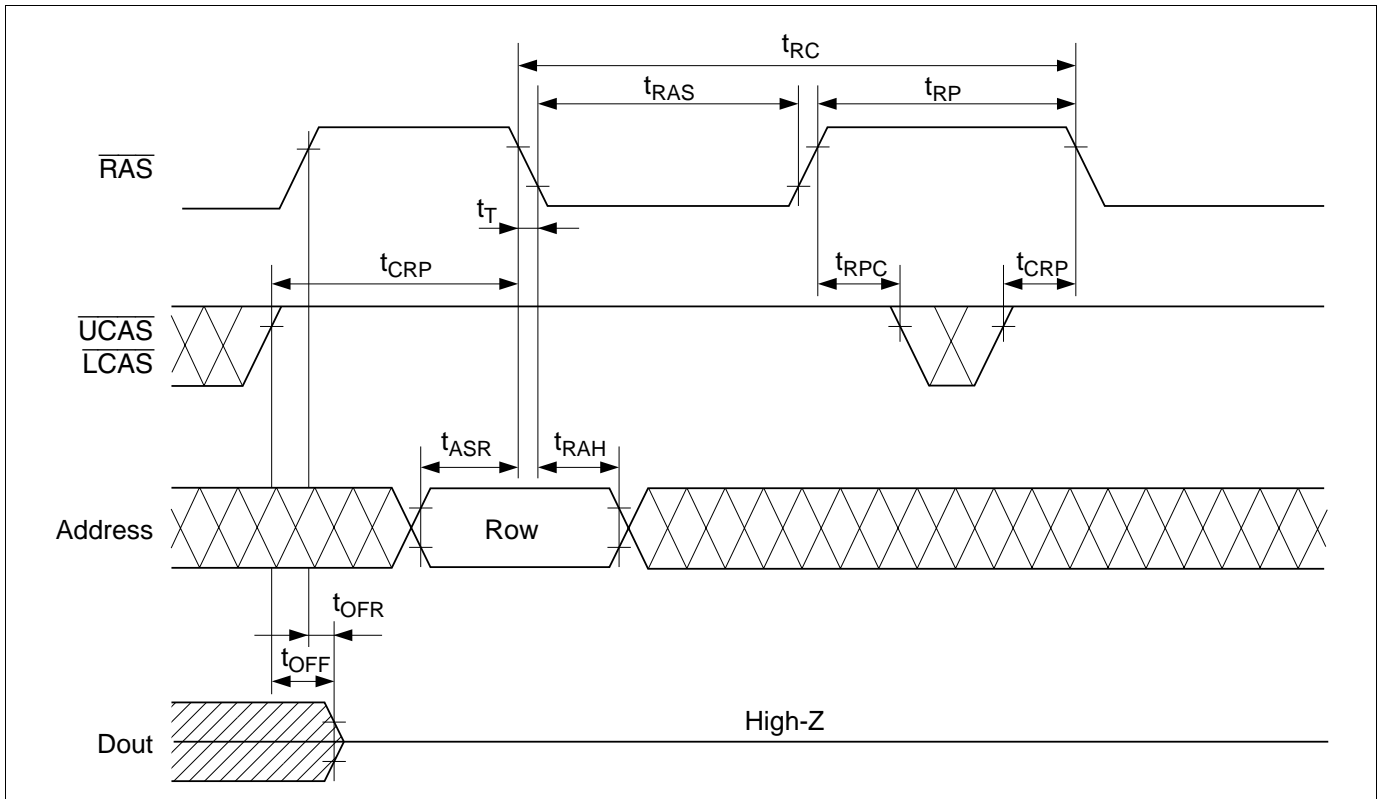 tRC
tRAS
tRP
RAS
tT
tCRP
tRPC
tCRP
UCAS
LCAS
tASR
tRAH
Address
Row
tOFR
tOFF
High-Z
Dout